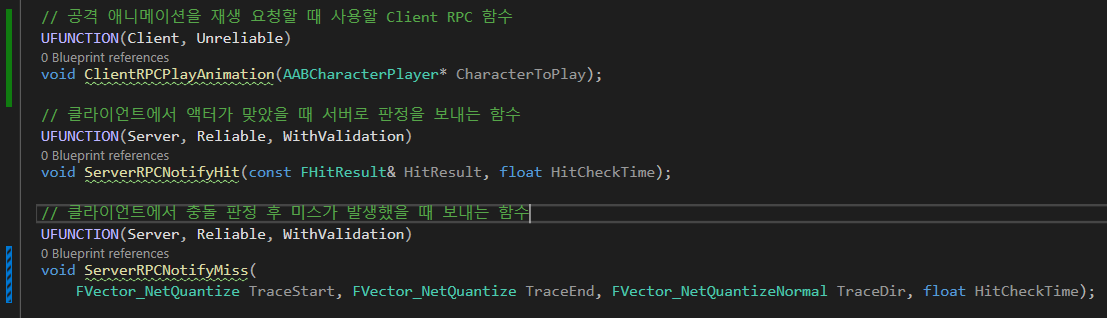 // 공격 애니메이션을 재생 요청할 때 사용할 Client RPC 함수
UFUNCTION(Client, Unreliable)
0 Blueprint references
void ClientRPCPlayAnimation(AABCharacterPlayer* CharacterToPlay);
// 클라이언트에서 액터가 맞았을 때 서버로 판정을 보내는 함수
UFUNCTION(Server, Reliable, WithValidation)
0 Blueprint references
void ServerRPCNotifyHit(const FHitResult& HitResult, float HitCheckTime);
// 클라이언트에서 충돌 판정 후 미스가 발생했을 때 보내는 함수
UFUNCTION(Server, Reliable, WithValidation)
0 Blueprint references
void ServerRPCNotifyMiss(
FVector_NetQuantize TraceStart, FVector_NetQuantize TraceEnd, FVector_NetQuantizeNormal TraceDir, float HitCheckTime);